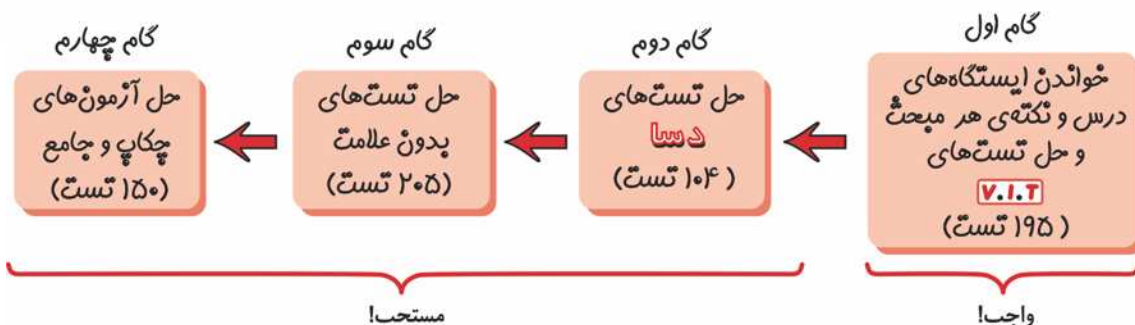 گام اول
خواندن ایستگاه‌های
درس و نکته‌ی هر مبحث
و حل تست‌های
V.I.T
(۱۹۵ تست)
گام دوم
حل تست‌های
دسا
(۱۰۴ تست)
گام سوم
حل تست‌های
بدون علامت
(۲۰۵ تست)
گام چهارم
حل آزمون‌های
چکاپ و جامع
(۱۵۰ تست)
واجب!
مستحب!